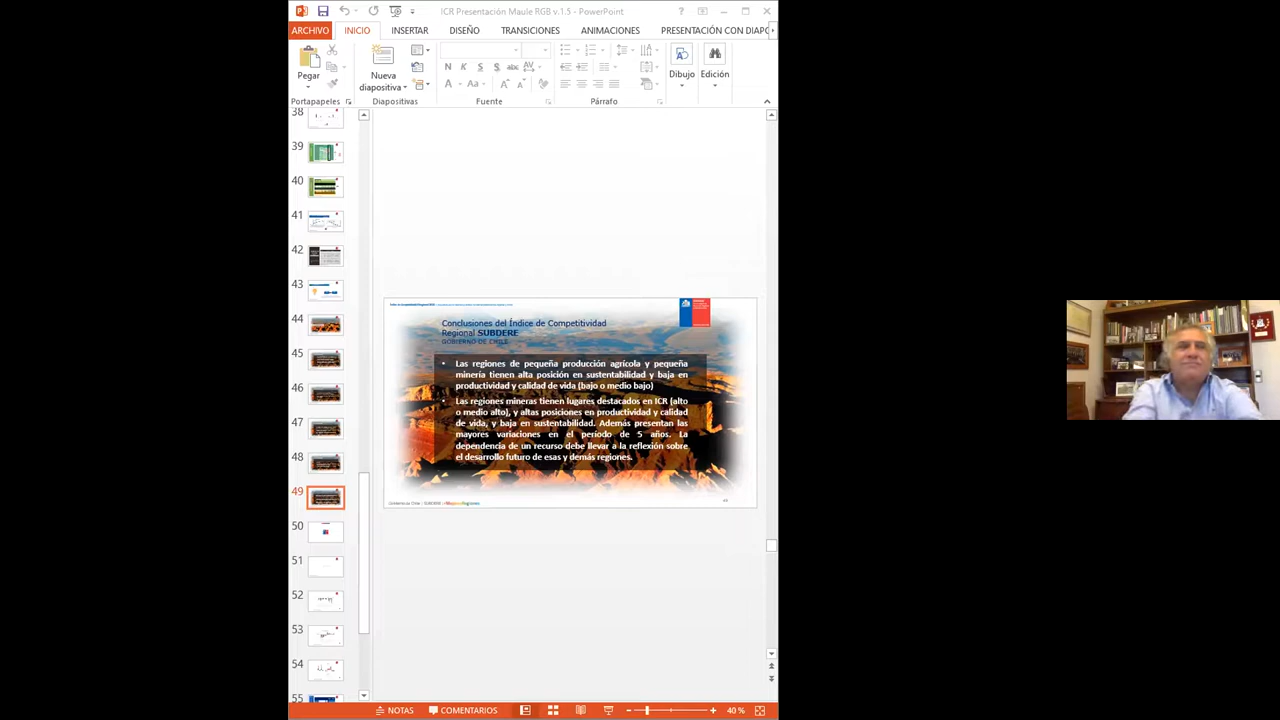 ICR Presentación Maule RGB v.1.5 - PowerPoint
ARCHIVO INICIO INSERTAR DISEÑO TRANSICIONES ANIMACIONES PRESENTACIÓN CON DIAPO
Pegar
Nueva
diapositiva
Dibujo
Edición
N K S S abc AV
A Aa A A
Portapapeles Diapositivas Fuente Párrafo
38
39
40
41
42
43
44
45
46
47
48
49
50
51
52
53
54
55
Conclusiones del Índice de Competitividad
Regional SUBDERE
GOBIERNO DE CHILE
• Las regiones de pequeña producción agrícola y pequeña
minería tienen alta posición en sustentabilidad y baja en
productividad y calidad de vida (bajo o medio bajo)
• Las regiones mineras tienen lugares destacados en ICR (alto
o medio alto), y altas posiciones en productividad y calidad
de vida, y baja en sustentabilidad. Además presentan las
mayores variaciones en el período de 5 años. La
dependencia de un recurso debe llevar a la reflexión sobre
el desarrollo futuro de esas y demás regiones.
NOTAS COMENTARIOS 40 %